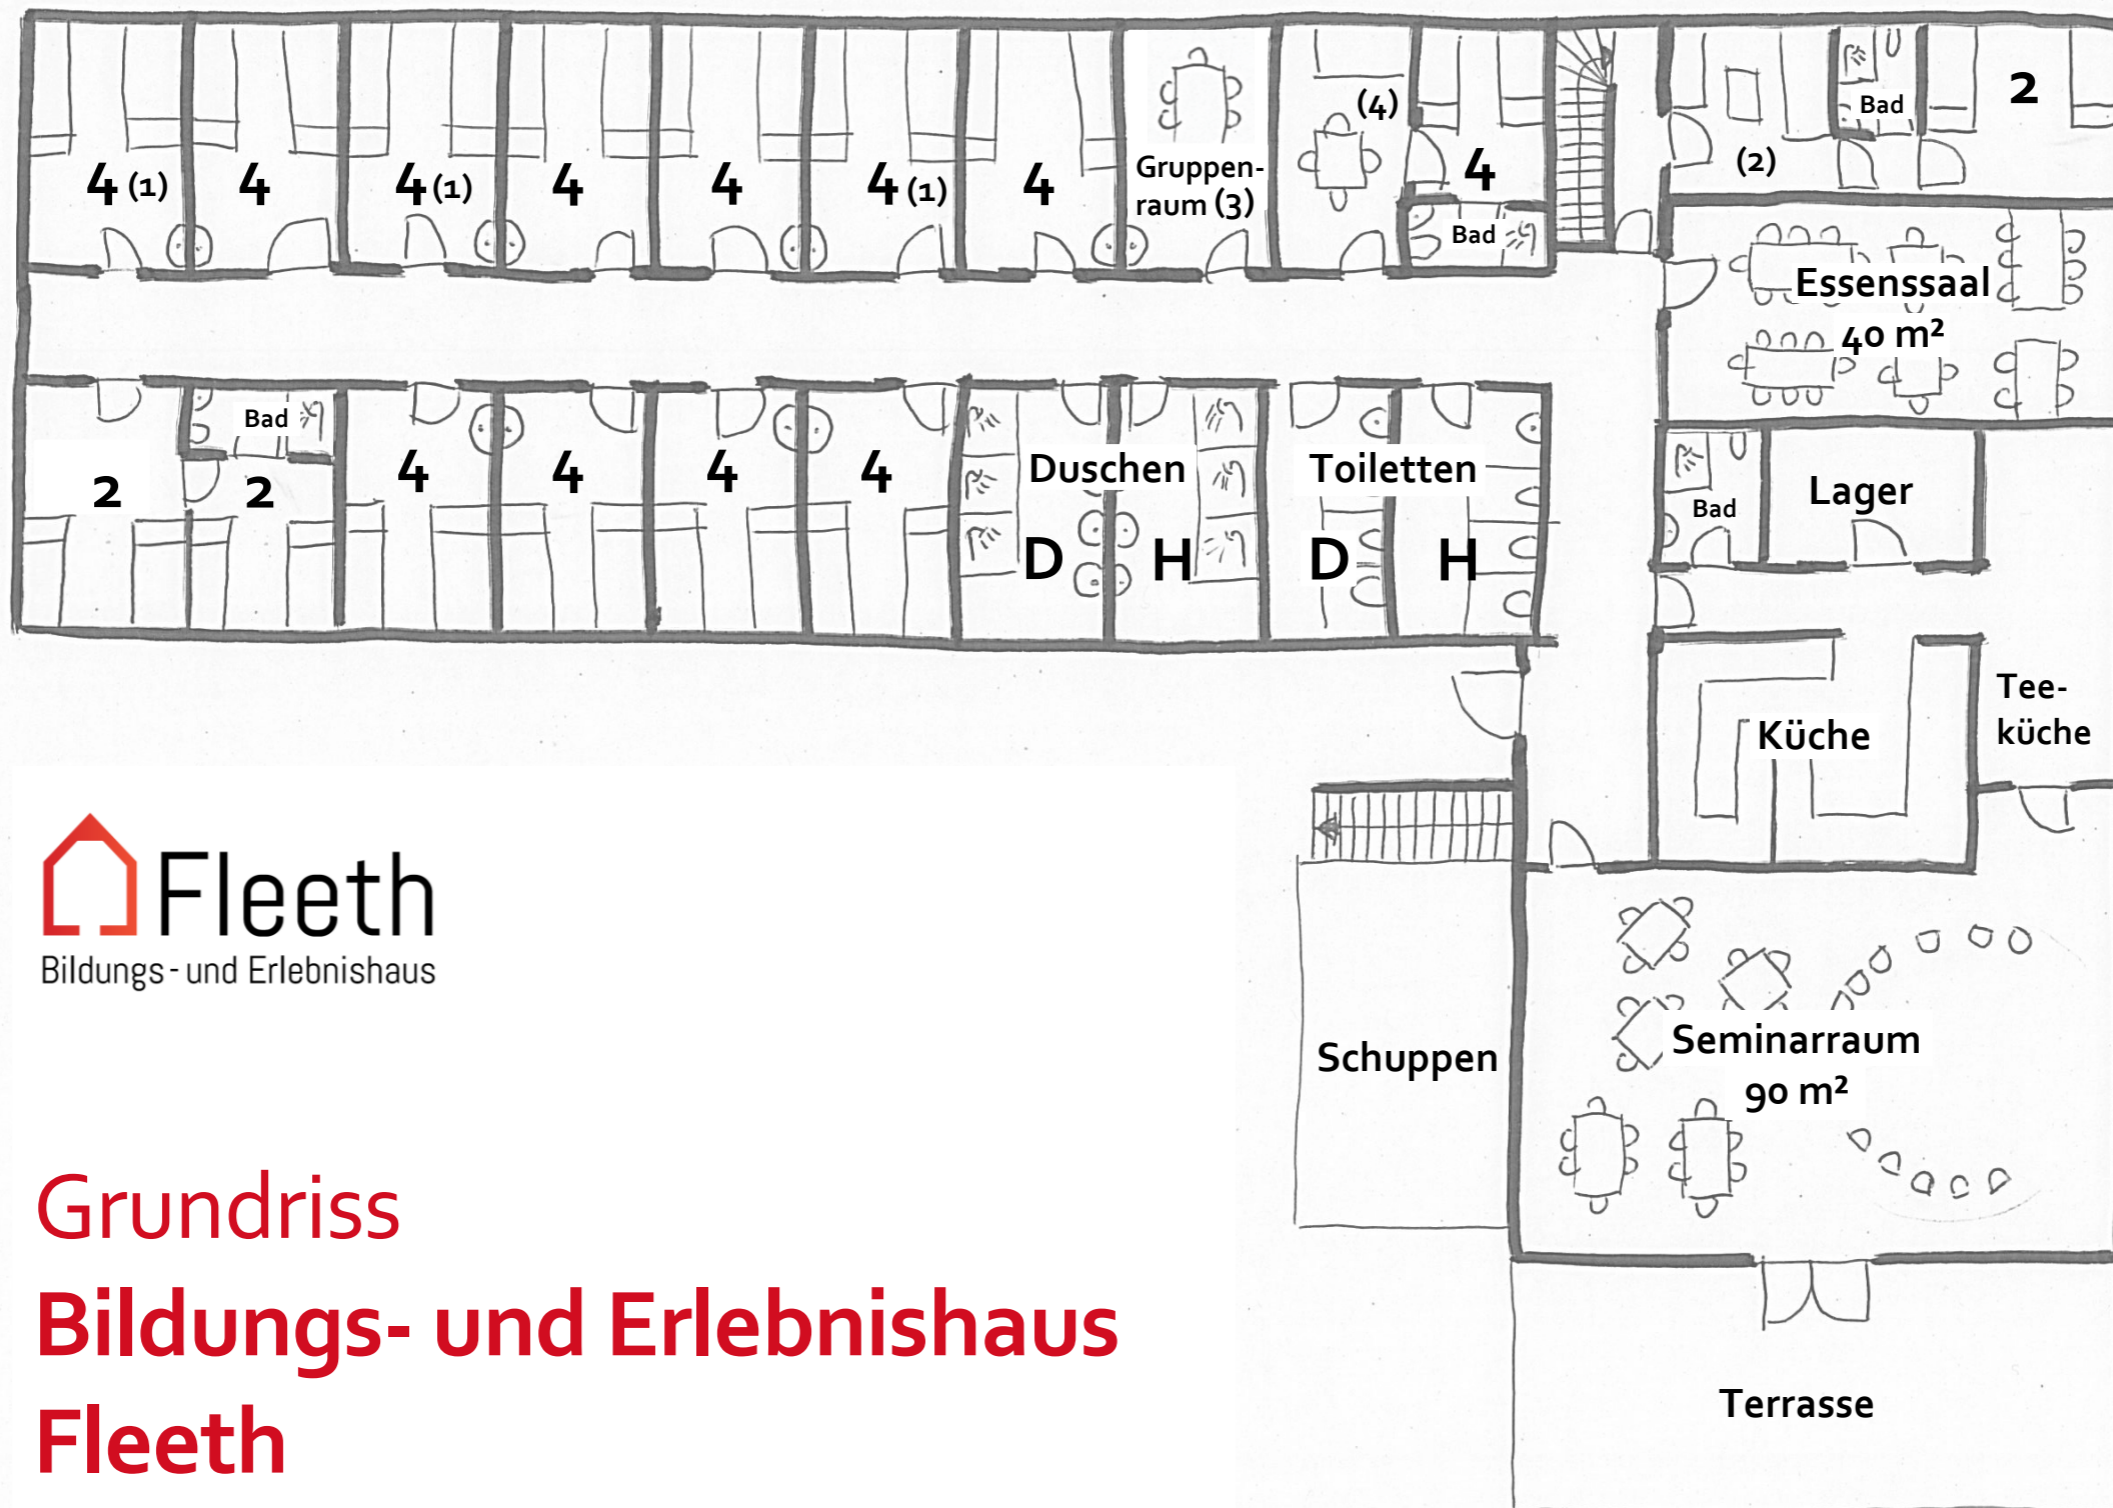 4 (1)
4
4 (1)
4
4
4 (1)
4
Gruppen-
raum (3)
(4)
4
Bad
(2)
Bad
2
Essenssaal
40 m²
2
Bad
2
4
4
4
4
Duschen
D
H
Toiletten
D
H
Bad
Lager
Küche
Tee-
küche
Schuppen
Seminarraum
90 m²
Terrasse
Fleeth
Bildungs- und Erlebnishaus
Grundriss
Bildungs- und Erlebnishaus
Fleeth